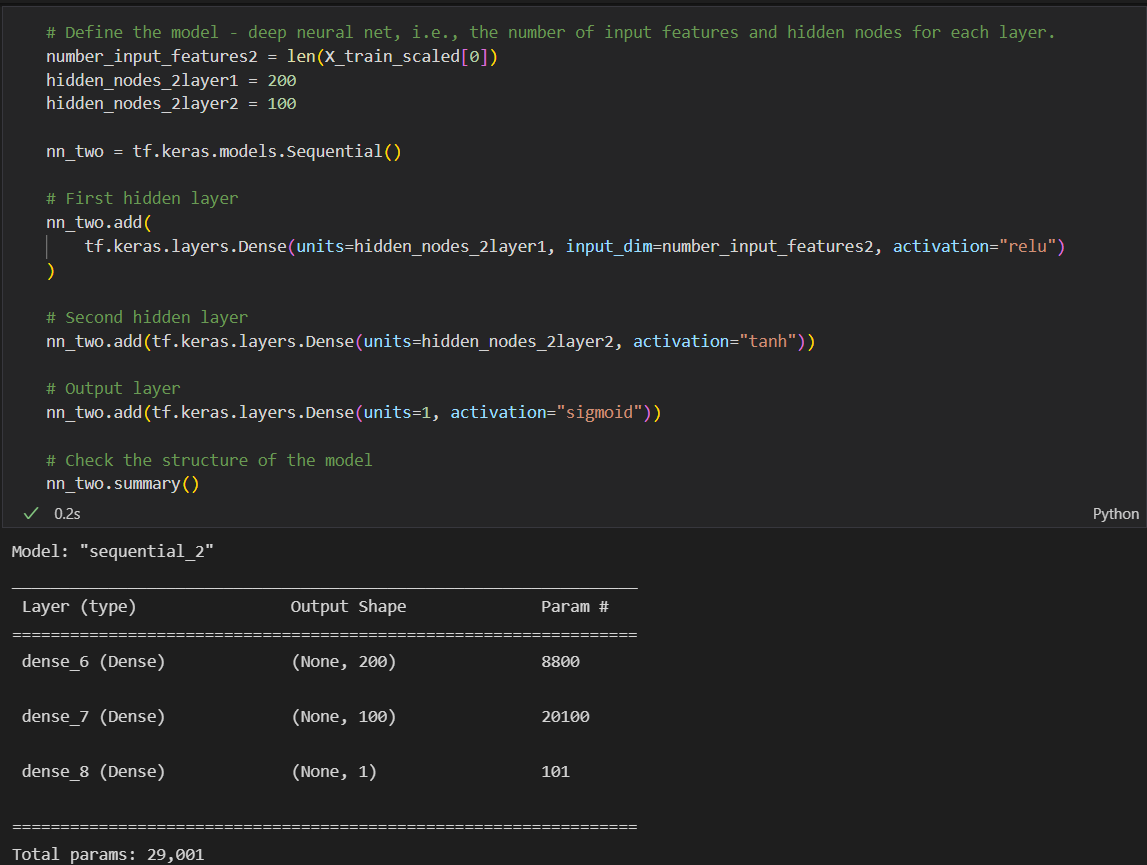 # Define the model - deep neural net, i.e., the number of input features and hidden nodes for each layer.
number_input_features2 = len(X_train_scaled[0])
hidden_nodes_2layer1 = 200
hidden_nodes_2layer2 = 100
nn_two = tf.keras.models.Sequential()
# First hidden layer
nn_two.add(
tf.keras.layers.Dense(units=hidden_nodes_2layer1, input_dim=number_input_features2, activation="relu")
)
# Second hidden layer
nn_two.add(tf.keras.layers.Dense(units=hidden_nodes_2layer2, activation="tanh"))
# Output layer
nn_two.add(tf.keras.layers.Dense(units=1, activation="sigmoid"))
# Check the structure of the model
nn_two.summary()
0.2s Python
Model: "sequential_2"
_________________________________________________________________
Layer (type) Output Shape Param #
=================================================================
dense_6 (Dense) (None, 200) 8800
dense_7 (Dense) (None, 100) 20100
dense_8 (Dense) (None, 1) 101
=================================================================
Total params: 29,001